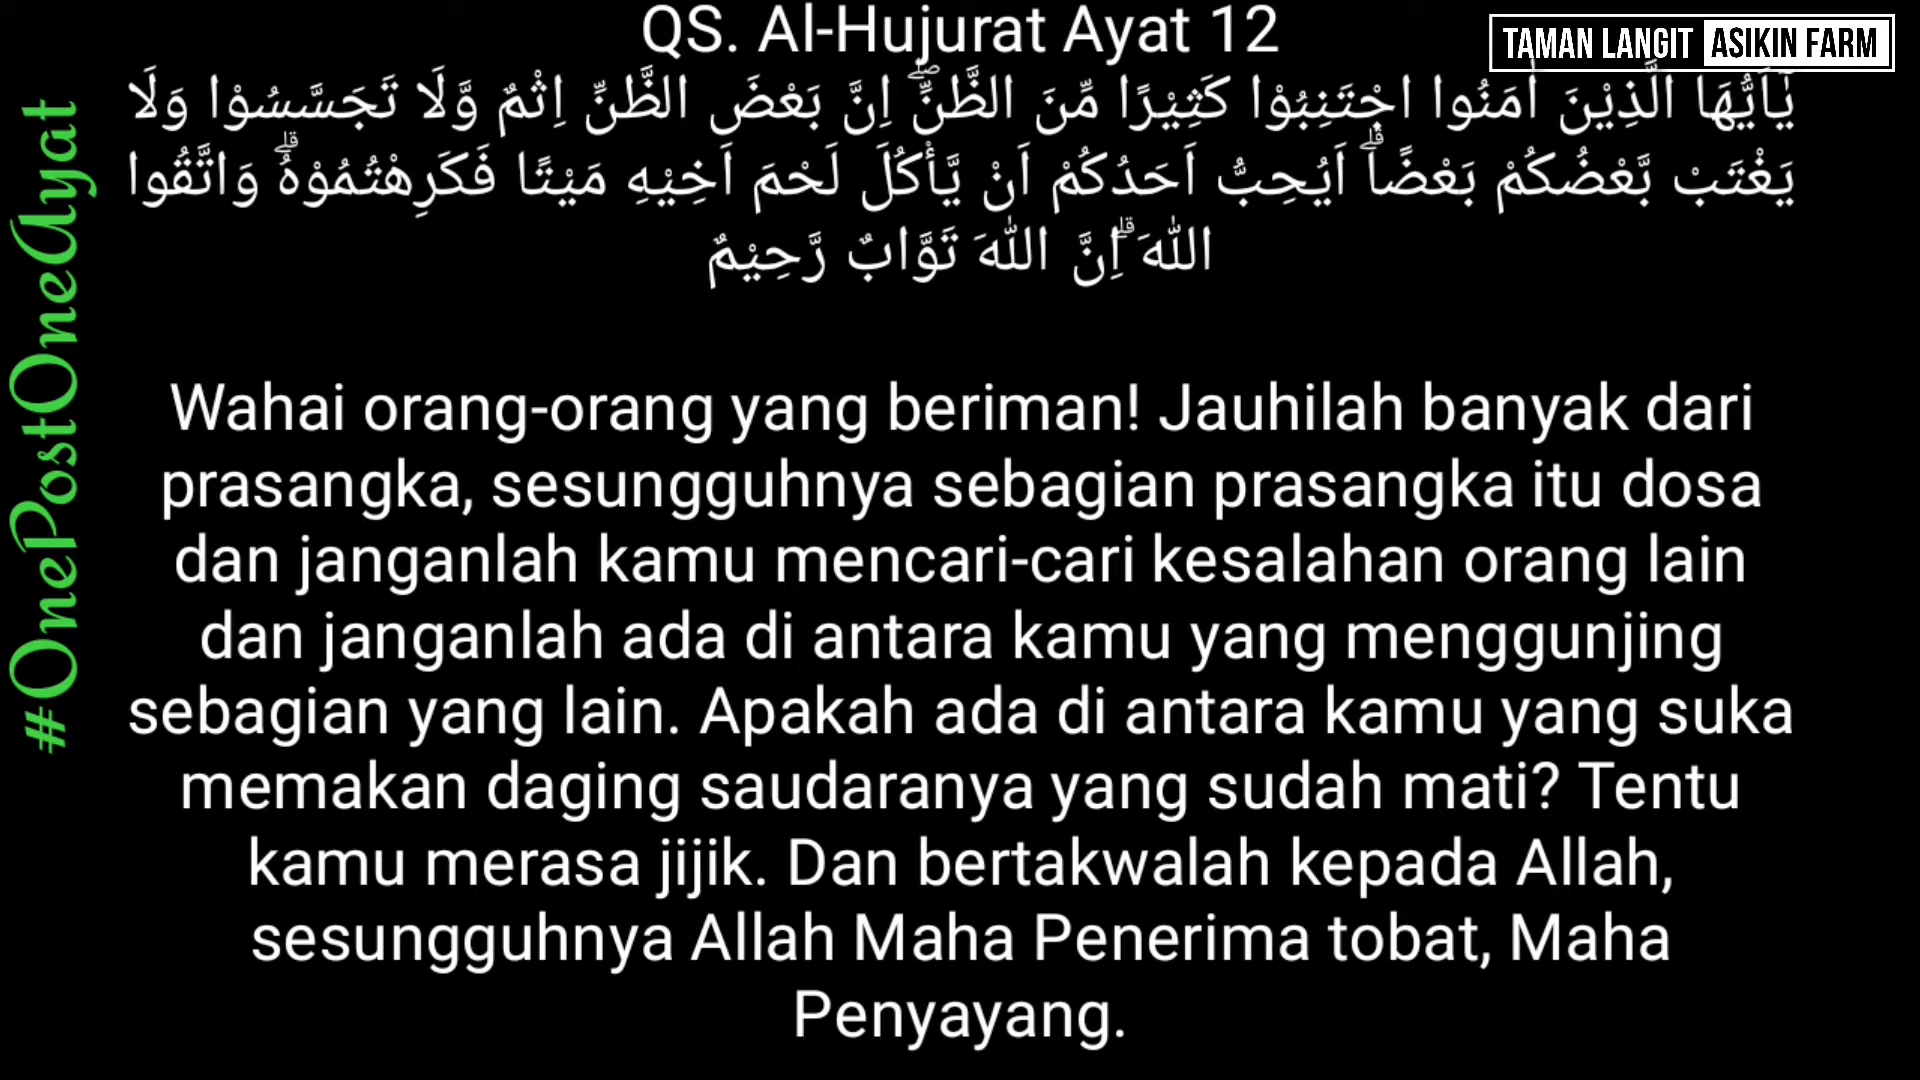 QS. Al-Hujurat Ayat 12
TAMAN LANGIT ASIKIN FARM
يٰٓاَيُّهَا الَّذِيْنَ اٰمَنُوا اجْتَنِبُوْا كَثِيْرًا مِّنَ الظَّنِّۖ اِنَّ بَعْضَ الظَّنِّ اِثْمٌ وَّلَا تَجَسَّسُوْا وَلَا
يَغْتَبْ بَّعْضُكُمْ بَعْضًاۗ اَيُحِبُّ اَحَدُكُمْ اَنْ يَّأْكُلَ لَحْمَ اَخِيْهِ مَيْتًا فَكَرِهْتُمُوْهُۗ وَاتَّقُوا
اللّٰهَ ۗاِنَّ اللّٰهَ تَوَّابٌ رَّحِيْمٌ
#OnePostOneAyat
Wahai orang-orang yang beriman! Jauhilah banyak dari
prasangka, sesungguhnya sebagian prasangka itu dosa
dan janganlah kamu mencari-cari kesalahan orang lain
dan janganlah ada di antara kamu yang menggunjing
sebagian yang lain. Apakah ada di antara kamu yang suka
memakan daging saudaranya yang sudah mati? Tentu
kamu merasa jijik. Dan bertakwalah kepada Allah,
sesungguhnya Allah Maha Penerima tobat, Maha
Penyayang.